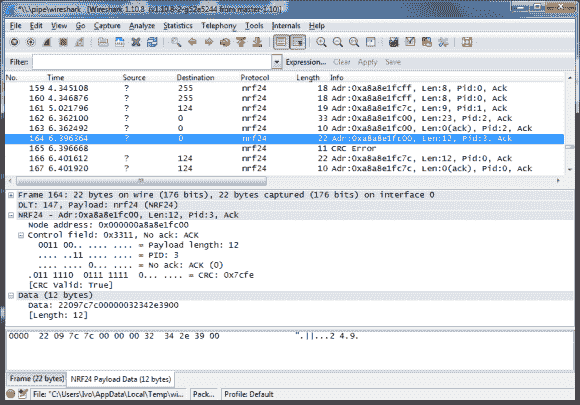 *\\.\pipe\wireshark [Wireshark 1.10.8
File Edit View Go Capture Analyze Statistics Telephony Tools Internals Help
Filter: Expression... Clear Apply Save
No. Time Source Destination Protocol Length Info
159 4.345108 ? 255 nrf24 18 Adr:0xa8a8e1fcff, Len:8, Pid:0, Ack
160 4.346876 ? 255 nrf24 18 Adr:0xa8a8e1fcff, Len:8, Pid:0, Ack
161 5.021796 ? 124 nrf24 19 Adr:0xa8a8e1fc7c, Len:9, Pid:1, Ack
162 6.362100 ? 0 nrf24 33 Adr:0xa8a8e1fc00, Len:23, Pid:2, Ack
163 6.362492 ? 0 nrf24 10 Adr:0xa8a8e1fc00, Len:0(ack), Pid:2, Ack
164 6.396364 ? 0 nrf24 22 Adr:0xa8a8e1fc00, Len:12, Pid:3, Ack
165 6.396668 nrf24 11 CRC Error
166 6.401612 ? 124 nrf24 22 Adr:0xa8a8e1fc7c, Len:12, Pid:0, Ack
167 6.401920 ? 124 nrf24 10 Adr:0xa8a8e1fc7c, Len:0(ack), Pid:0, Ack
Frame 164: 22 bytes on wire (176 bits), 22 bytes captured (176 bits) on interface 0
DLT: 147, Payload: nrf24 (NRF24)
NRF24 - Adr:0xa8a8e1fc00, Len:12, Pid:3, Ack
Node address: 0x000000a8a8e1fc00
Control field: 0x3311, No ack: ACK
0011 00.. .... .... = Payload length: 12
.... ..11 .... .... = PID: 3
.... .... 0... .... = No ack: ACK (0)
.011 1110 0111 1111 0... .... = CRC: 0x7cfe
[CRC Valid: True]
Data (12 bytes)
Data: 22097c7c00000032342e3900
[Length: 12]
0000 22 09 7c 7c 00 00 00 32 34 2e 39 00 ".||...2 4.9.
Frame (22 bytes) NRF24 Payload Data (12 bytes)
File: "C:\Users\Ivo\AppData\Local\Temp\wi... Pack... Profile: Default